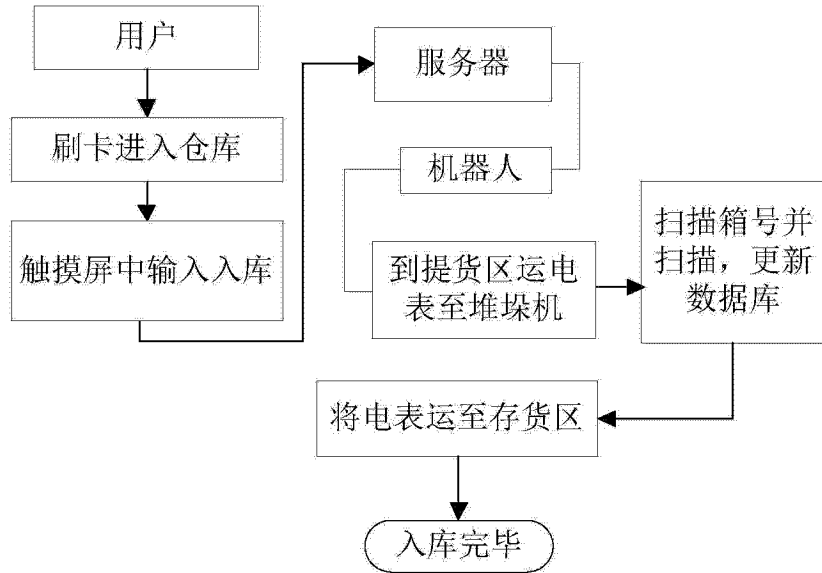 用户
刷卡进入仓库
触摸屏中输入入库
服务器
机器人
到提货区运电
表至堆垛机
扫描箱号并
扫描，更新
数据库
将电表运至存货区
入库完毕